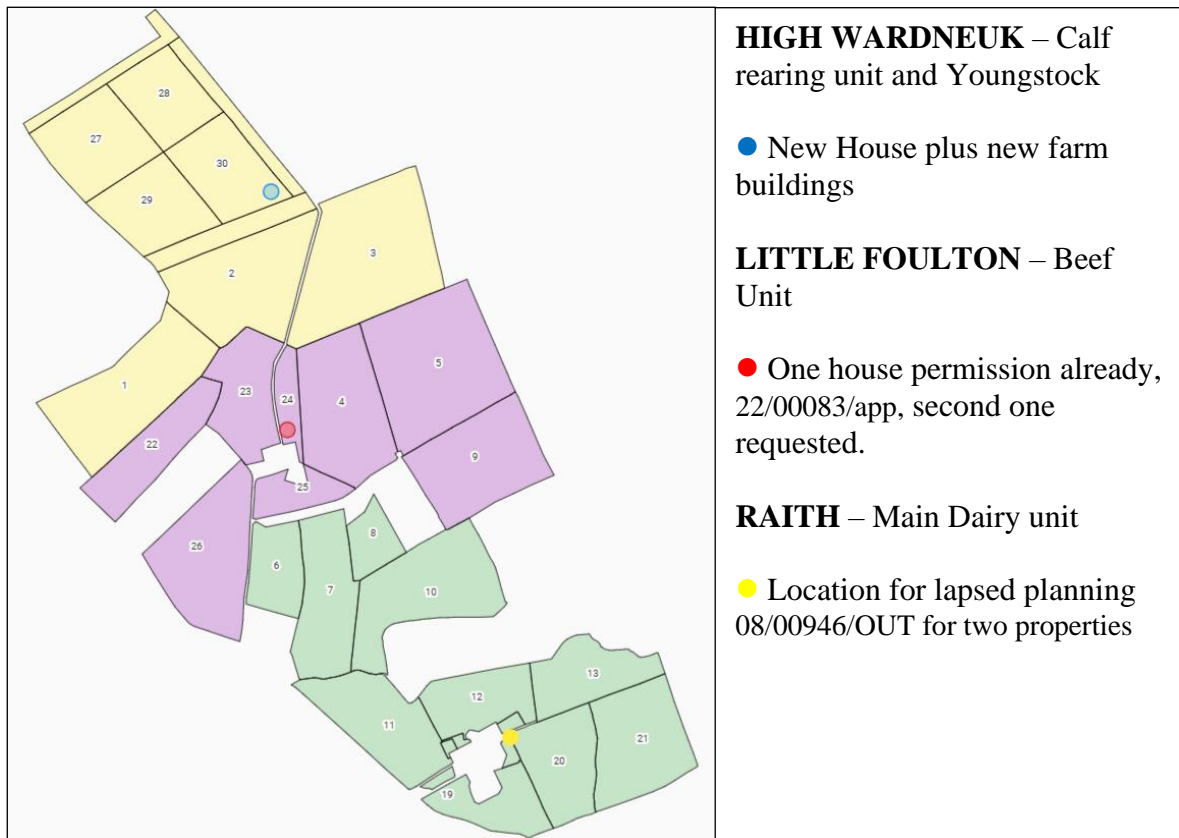 28
27
30
29
2
3
1
5
23
24
4
22
9
25
26
8
6
7
10
13
12
11
21
20
19
HIGH WARDNEUK – Calf
rearing unit and Youngstock
New House plus new farm
buildings
LITTLE FOULTON – Beef
Unit
One house permission already,
22/00083/app, second one
requested.
RAITH – Main Dairy unit
Location for lapsed planning
08/00946/OUT for two properties